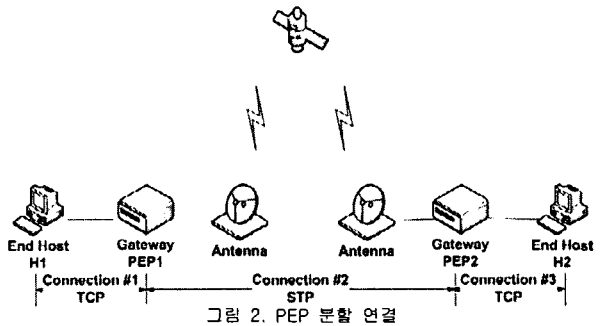 End Host
H1
Gateway
PEP1
Antenna
Antenna
Gateway
PEP2
End Host
H2
Connection #1
TCP
Connection #2
STP
Connection #3
TCP
그림 2. PEP 분할 연결